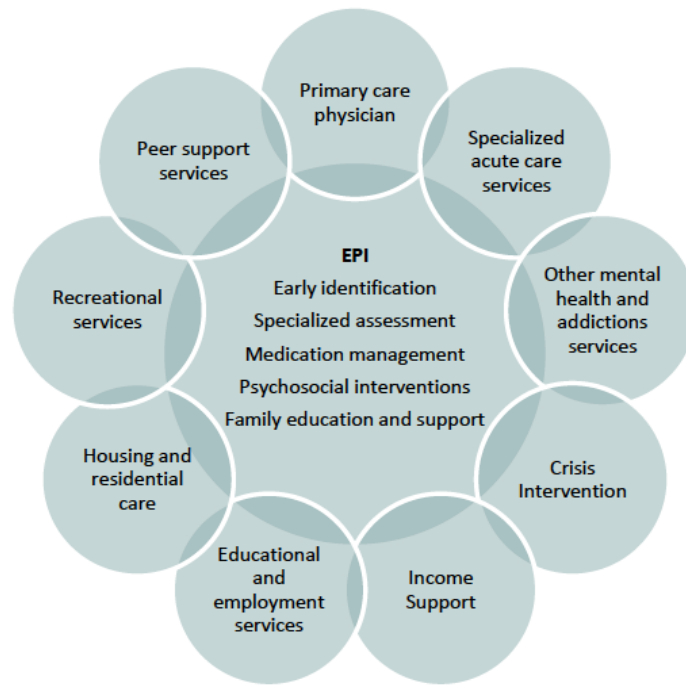 Primary care
physician
Specialized
acute care
services
Other mental
health and
addictions
services
Crisis
Intervention
Income
Support
Educational
and
employment
services
Housing and
residential
care
Recreational
services
Peer support
services
EPI
Early identification
Specialized assessment
Medication management
Psychosocial interventions
Family education and support